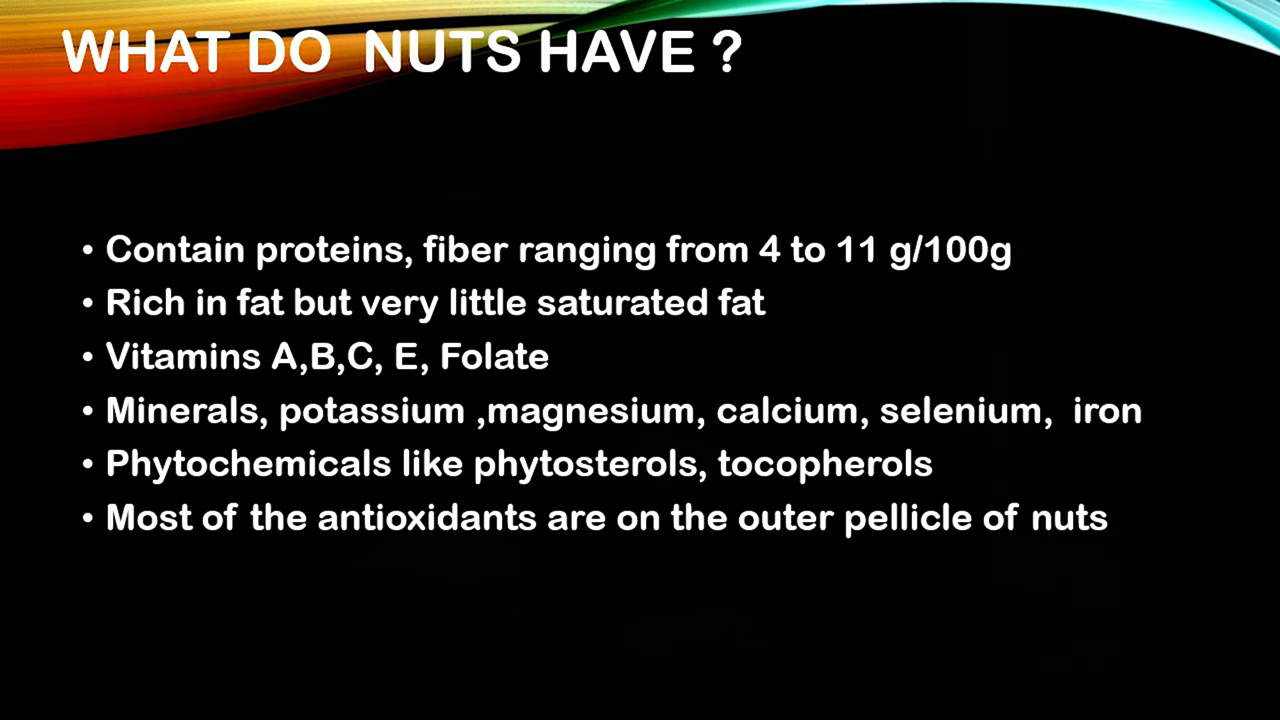 WHAT DO NUTS HAVE ?
• Contain proteins, fiber ranging from 4 to 11 g/100g
• Rich in fat but very little saturated fat
• Vitamins A,B,C, E, Folate
• Minerals, potassium ,magnesium, calcium, selenium, iron
• Phytochemicals like phytosterols, tocopherols
• Most of the antioxidants are on the outer pellicle of nuts